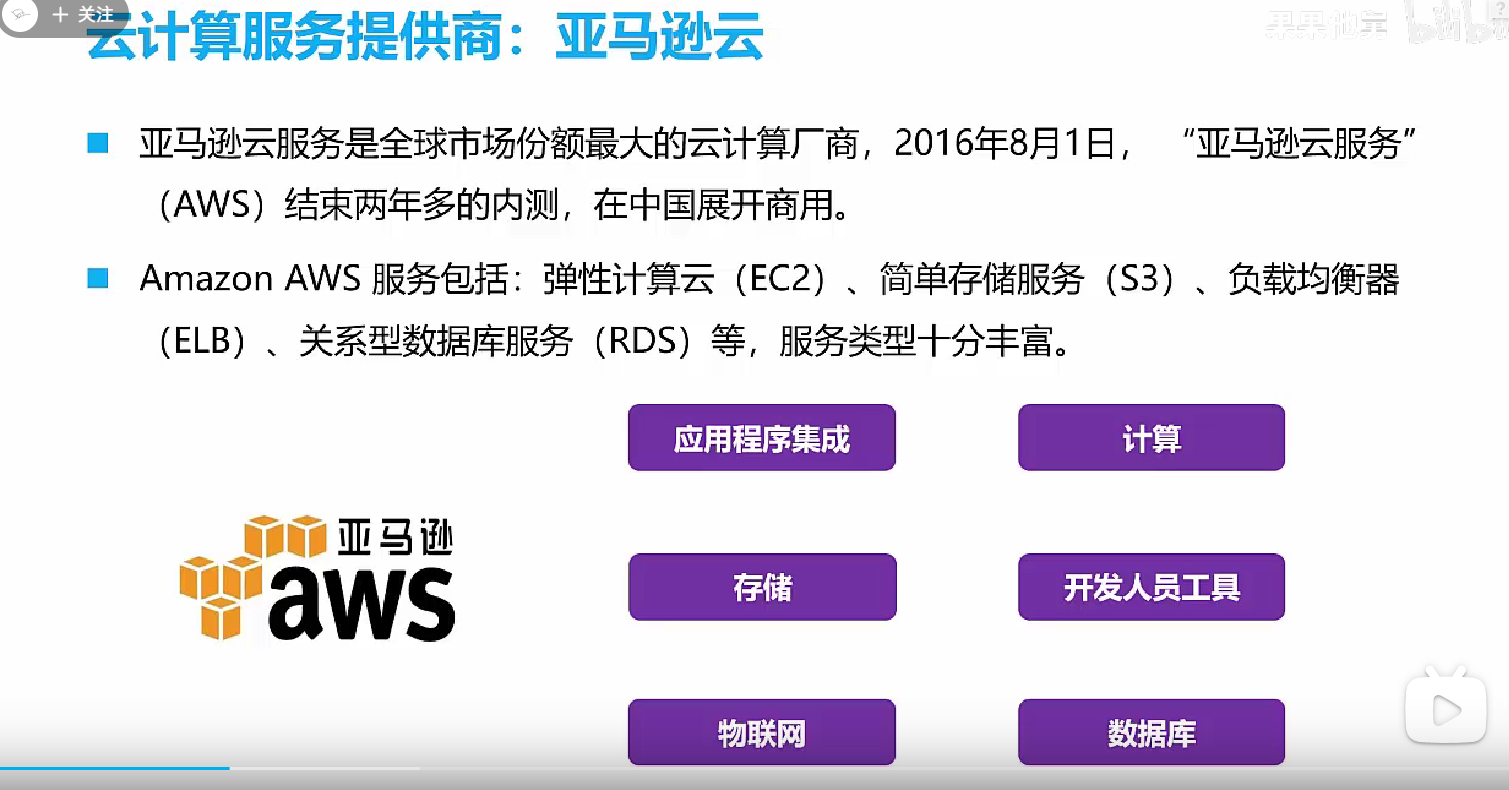 + 关注
云计算服务提供商：亚马逊云
亚马逊云服务是全球市场份额最大的云计算厂商，2016年8月1日， “亚马逊云服务”
（AWS）结束两年多的内测，在中国展开商用。
Amazon AWS 服务包括：弹性计算云（EC2）、简单存储服务（S3）、负载均衡器
（ELB）、关系型数据库服务（RDS）等，服务类型十分丰富。
应用程序集成
计算
亚马逊
aws
存储
开发人员工具
物联网
数据库